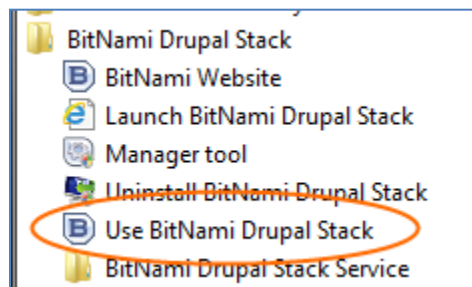 BitNami Drupal Stack
BitNami Website
Launch BitNami Drupal Stack
Manager tool
Uninstall BitNami Drupal Stack
Use BitNami Drupal Stack
BitNami Drupal Stack Service